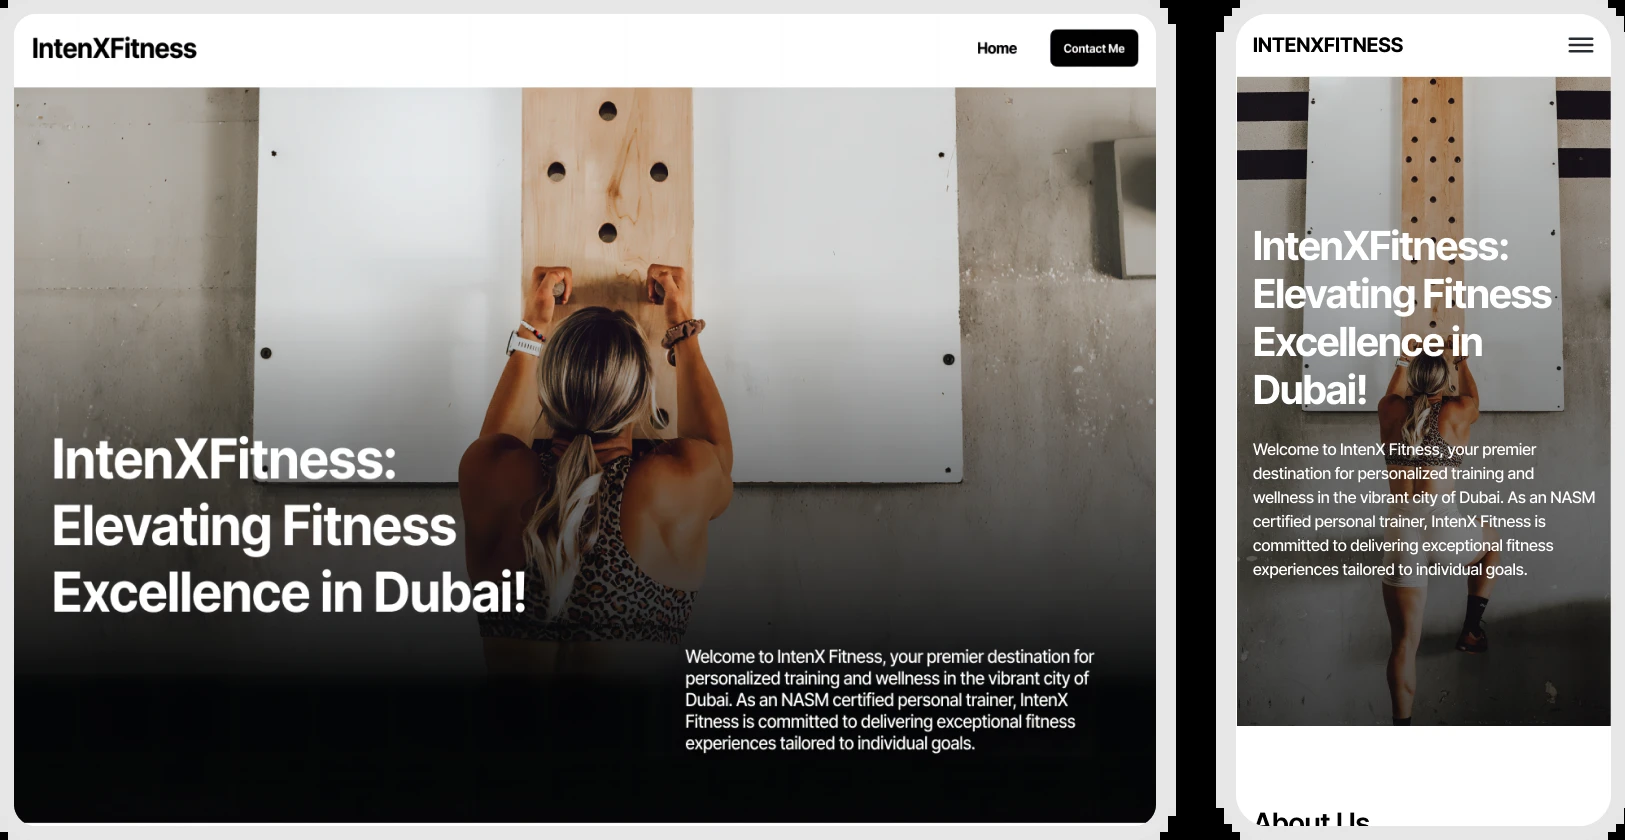 IntenXFitness
Home
Contact Me
IntenXFitness:
Elevating Fitness
Excellence in Dubai!
Welcome to IntenX Fitness, your premier destination for
personalized training and wellness in the vibrant city of
Dubai. As an NASM certified personal trainer, IntenX
Fitness is committed to delivering exceptional fitness
experiences tailored to individual goals.
INTENXFITNESS
IntenXFitness:
Elevating Fitness
Excellence in
Dubai!
Welcome to IntenX Fitness, your premier
destination for personalized training and
wellness in the vibrant city of Dubai. As an NASM
certified personal trainer, IntenX Fitness is
committed to delivering exceptional fitness
experiences tailored to individual goals.
About Us